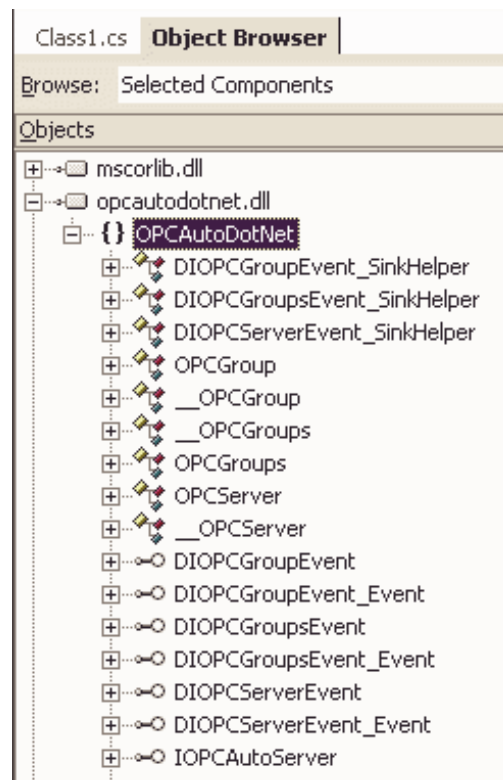 Class1.cs Object Browser
Browse: Selected Components
Objects
mscorlib.dll
opcautodotnet.dll
{} OPCAutoDotNet
DIOPCGroupEvent_SinkHelper
DIOPCGroupsEvent_SinkHelper
DIOPCServerEvent_SinkHelper
OPCGroup
__OPCGroup
__OPCGroups
OPCGroups
OPCServer
__OPCServer
DIOPCGroupEvent
DIOPCGroupEvent_Event
DIOPCGroupsEvent
DIOPCGroupsEvent_Event
DIOPCServerEvent
DIOPCServerEvent_Event
IOPCAutoServer